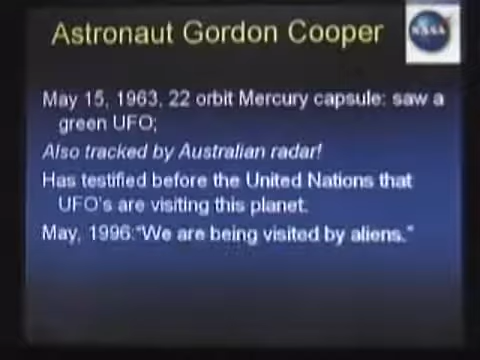 Astronaut Gordon Cooper
NASA
May 15, 1963, 22 orbit Mercury capsule: saw a
green UFO;
Also tracked by Australian radar!
Has testified before the United Nations that
UFO's are visiting this planet.
May, 1996:"We are being visited by aliens."